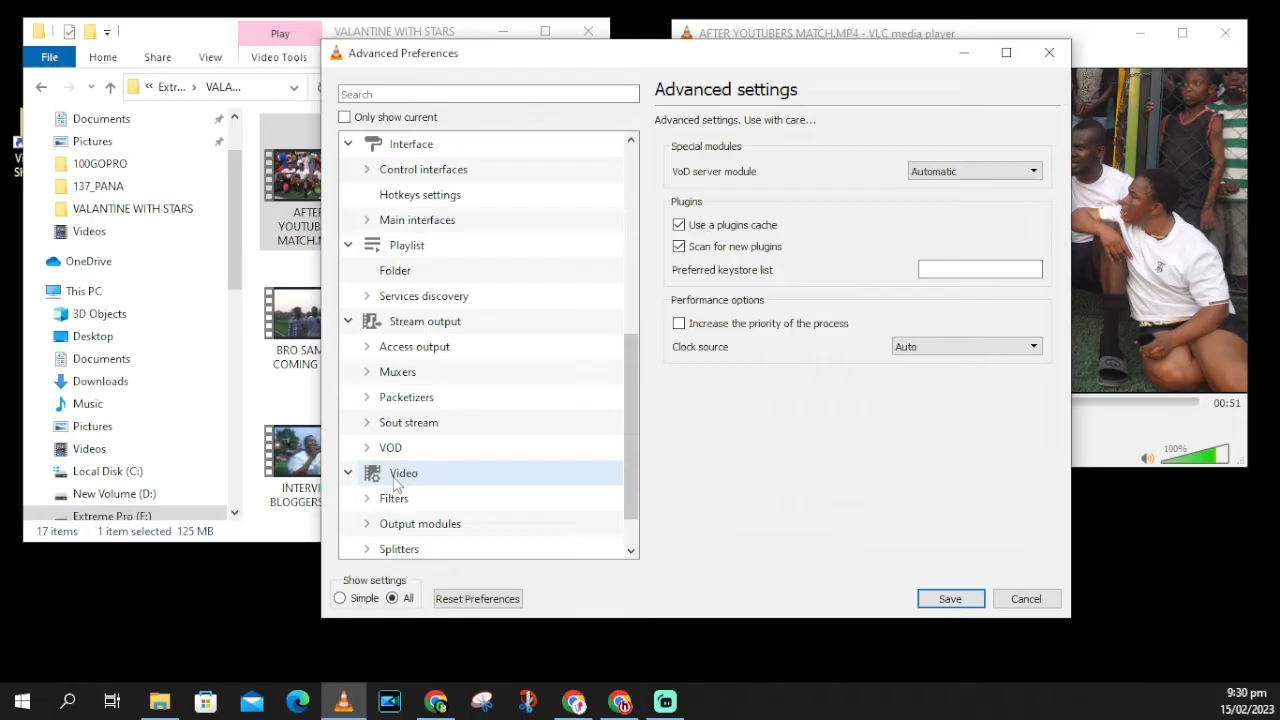 Play
VALANTINE WITH STARS
File
Home
Share
View
Video Tools
Extr...
VALA...
Documents
Pictures
100GOPRO
137_PANA
VALANTINE WITH STARS
Videos
OneDrive
This PC
3D Objects
Desktop
Documents
Downloads
Music
Pictures
Videos
Local Disk (C:)
New Volume (D:)
Extreme Pro (F:)
17 items
1 item selected 125 MB
AFTER
YOUTUBERS
MATCH.M
BRO SAM
COMING
INTERVI
BLOGGERS
Advanced Preferences
Search
Only show current
Interface
Control interfaces
Hotkeys settings
Main interfaces
Playlist
Folder
Services discovery
Stream output
Access output
Muxers
Packetizers
Sout stream
VOD
Video
Filters
Output modules
Splitters
Show settings
Simple
All
Reset Preferences
Advanced settings
Advanced settings. Use with care...
Special modules
VoD server module
Automatic
Plugins
Use a plugins cache
Scan for new plugins
Preferred keystore list
Performance options
Increase the priority of the process
Clock source
Auto
Save
Cancel
AFTER YOUTUBERS MATCH.MP4 - VLC media player
00:51
100%
9:30 pm
15/02/2023